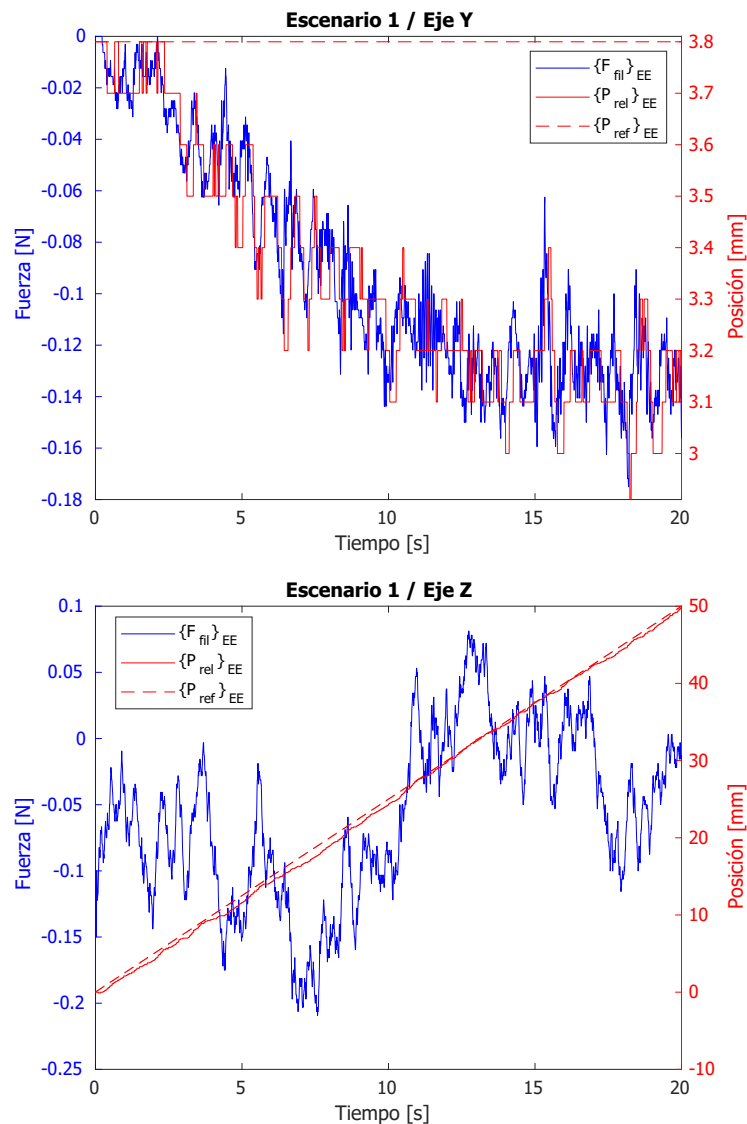 Escenario 1 / Eje Y
0
-0.02
-0.04
-0.06
-0.08
-0.1
-0.12
-0.14
-0.16
-0.18
Fuerza [N]
{F fil} EE
{P rel} EE
{P ref} EE
3.8
3.7
3.6
3.5
3.4
3.3
3.2
3.1
3
Posición [mm]
0 5 10 15 20
Tiempo [s]
Escenario 1 / Eje Z
0.1
0.05
0
-0.05
-0.1
-0.15
-0.2
-0.25
Fuerza [N]
{F fil} EE
{P rel} EE
{P ref} EE
50
40
30
20
10
0
-10
Posición [mm]
0 5 10 15 20
Tiempo [s]